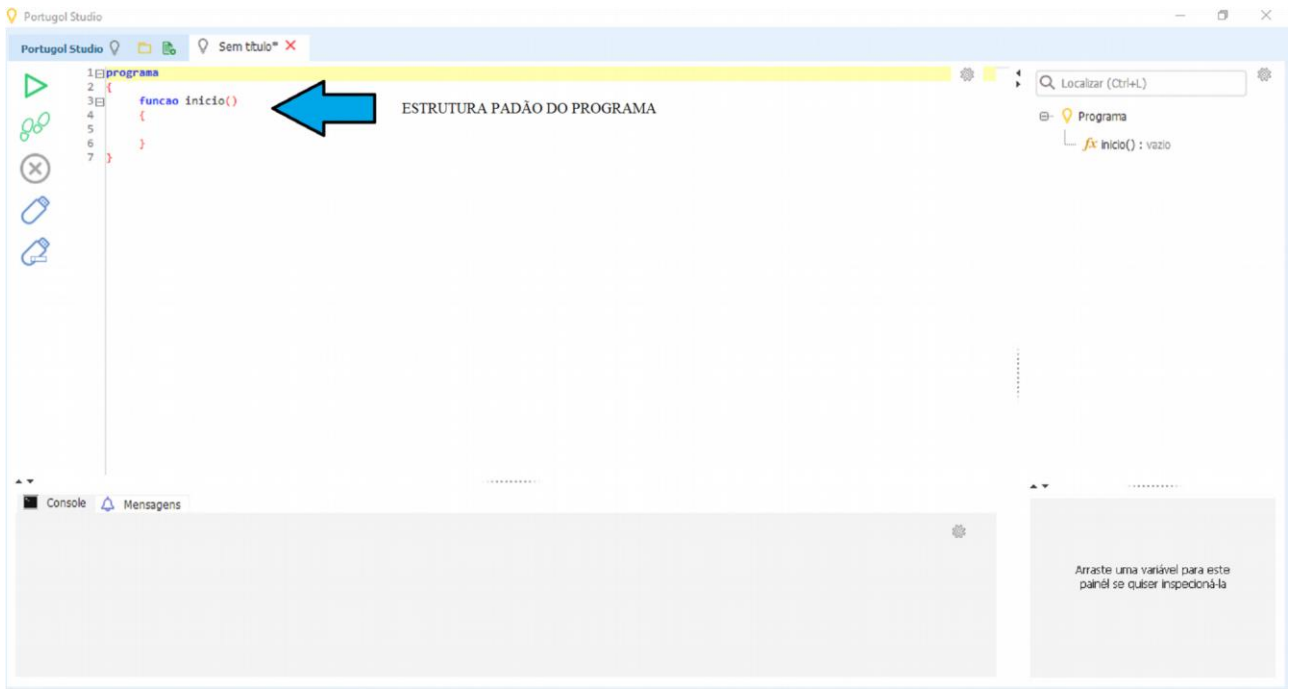 Portugol Studio
Portugol Studio Sem título*
1 programa
2 {
3 funcao inicio()
4 {
5
6 }
7 }
ESTRUTURA PADÃO DO PROGRAMA
Localizar (Ctrl+L)
Programa
fx inicio() : vazio
Console Mensagens
Arraste uma variável para este
painél se quiser inspecioná-la